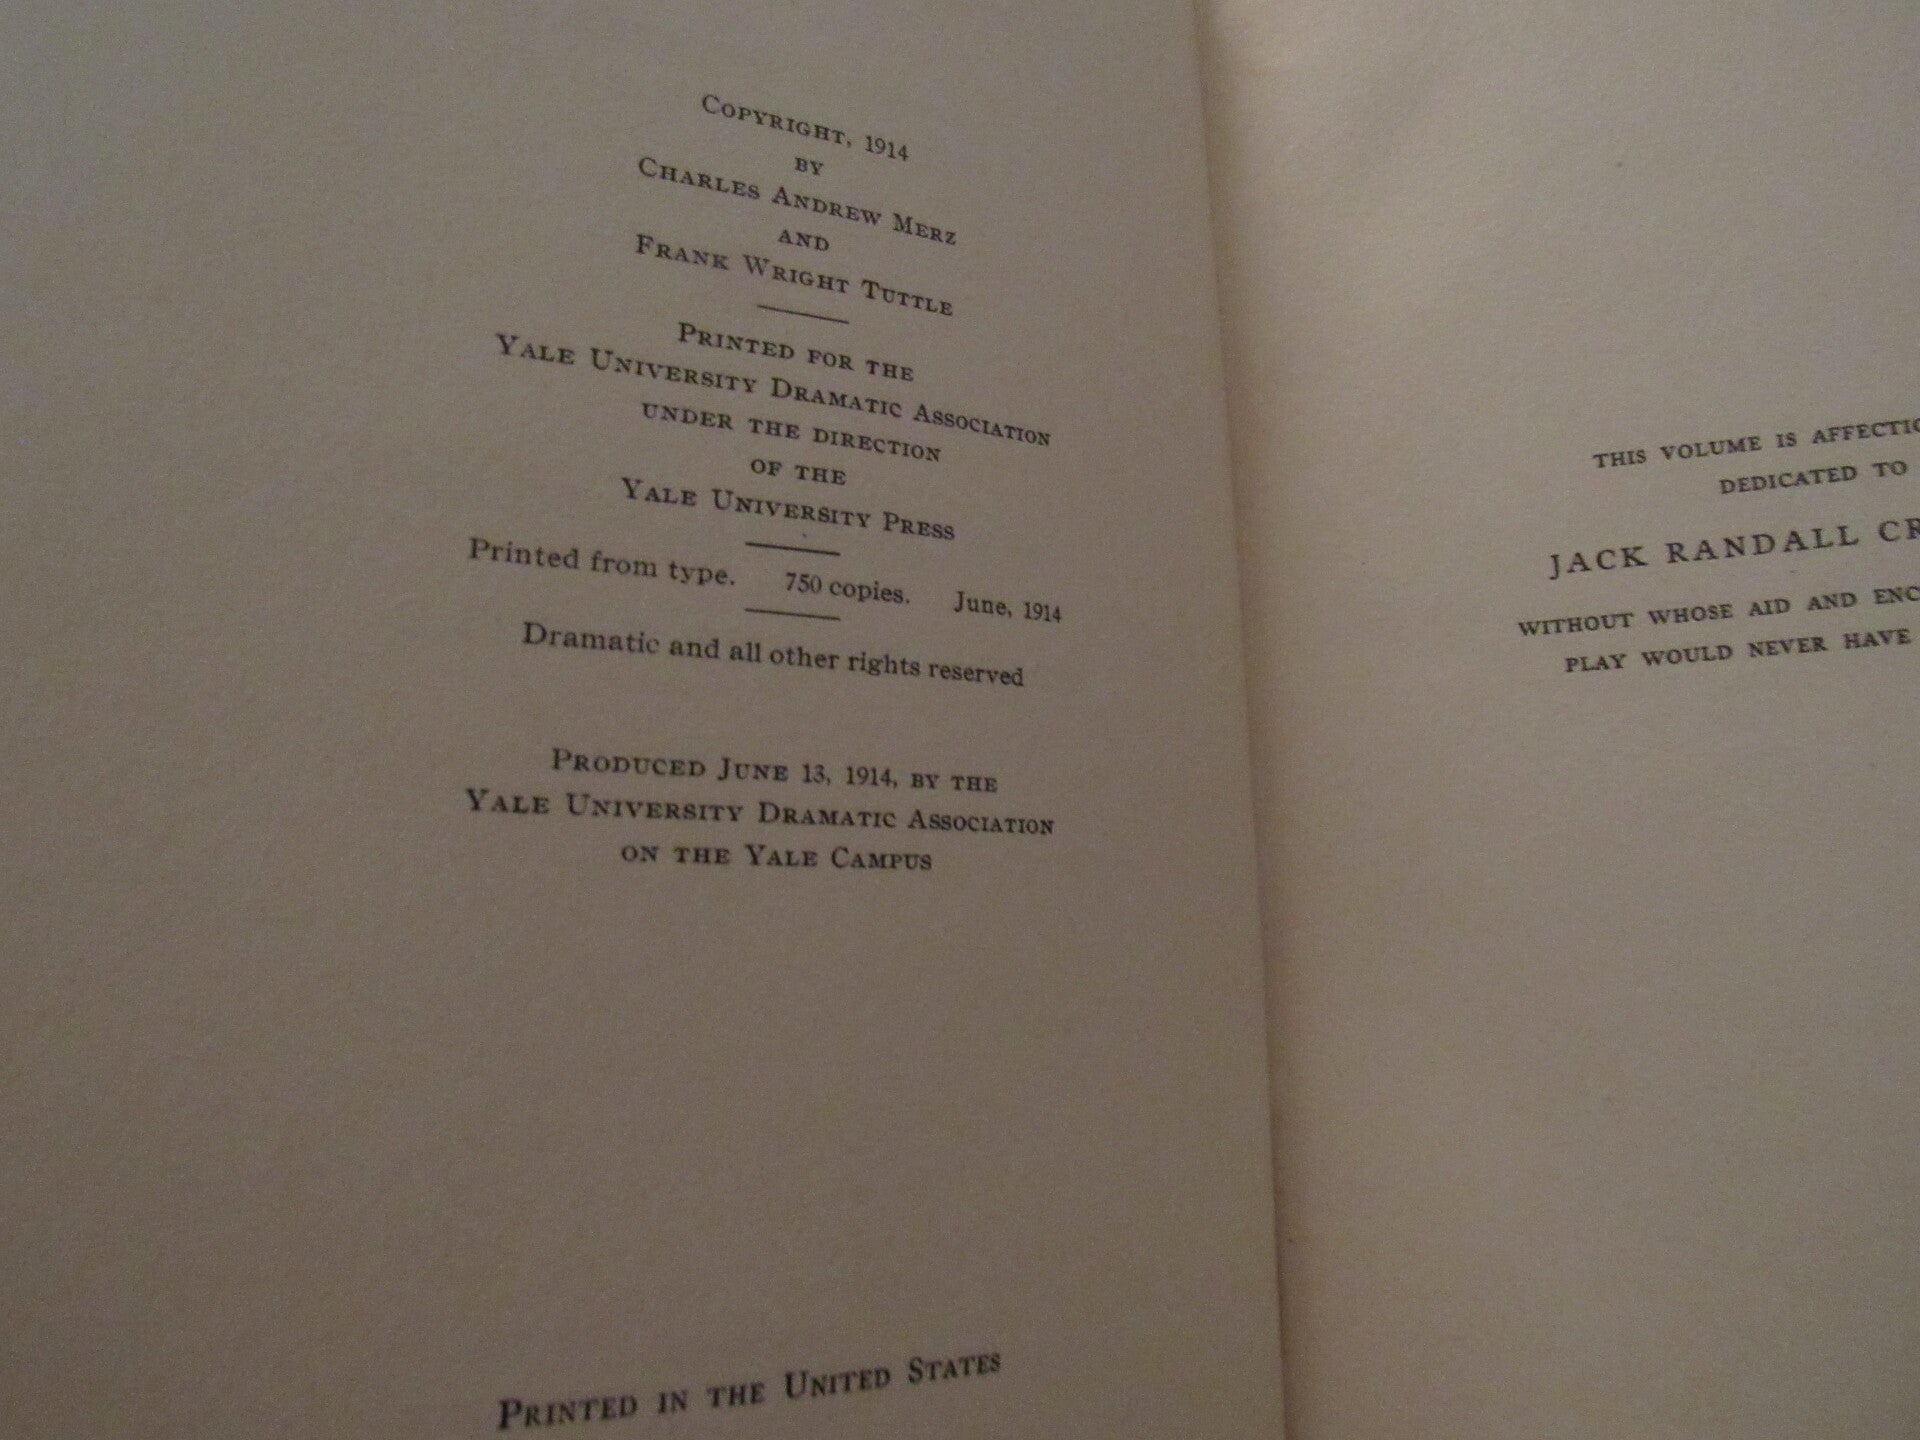 COPYRIGHT, 1914
BY
CHARLES ANDREW MERZ
AND
FRANK WRIGHT TUTTLE
PRINTED FOR THE
YALE UNIVERSITY DRAMATIC ASSOCIATION
UNDER THE DIRECTION
OF THE
YALE UNIVERSITY PRESS
Printed from type. 750 copies. June, 1914
Dramatic and all other rights reserved
PRODUCED JUNE 13, 1914, BY THE
YALE UNIVERSITY DRAMATIC ASSOCIATION
ON THE YALE CAMPUS
PRINTED IN THE UNITED STATES
THIS VOLUME IS
DEDICATED TO
JACK RANDALL
WITHOUT WHOSE AID AND
PLAY WOULD NEVER HAVE